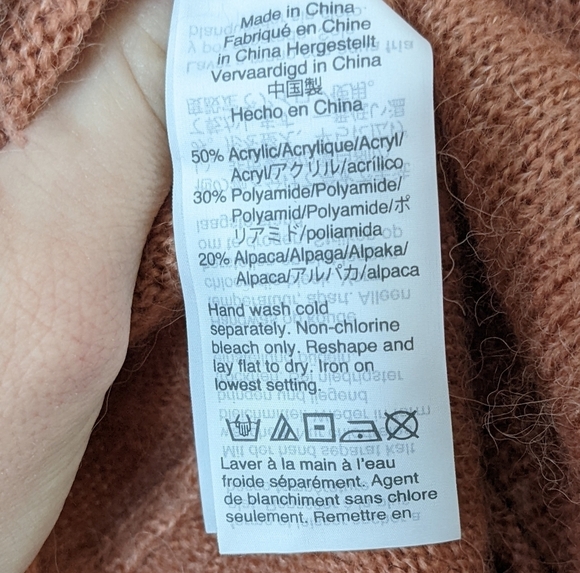 Made in China
Fabriqué en Chine
in China Hergestellt
Vervaardigd in China
中国製
Hecho en China
50% Acrylic/Acrylique/Acryl/
Acryl/アクリル/acrílico
30% Polyamide/Polyamide/
Polyamid/Polyamide/ポ
リアミド/poliamida
20% Alpaca/Alpaga/Alpaka/
Alpaca/アルパカ/alpaca
Hand wash cold
separately. Non-chlorine
bleach only. Reshape and
lay flat to dry. Iron on
lowest setting.
Laver à la main à l'eau
froide séparément. Agent
de blanchiment sans chlore
seulement. Remettre en